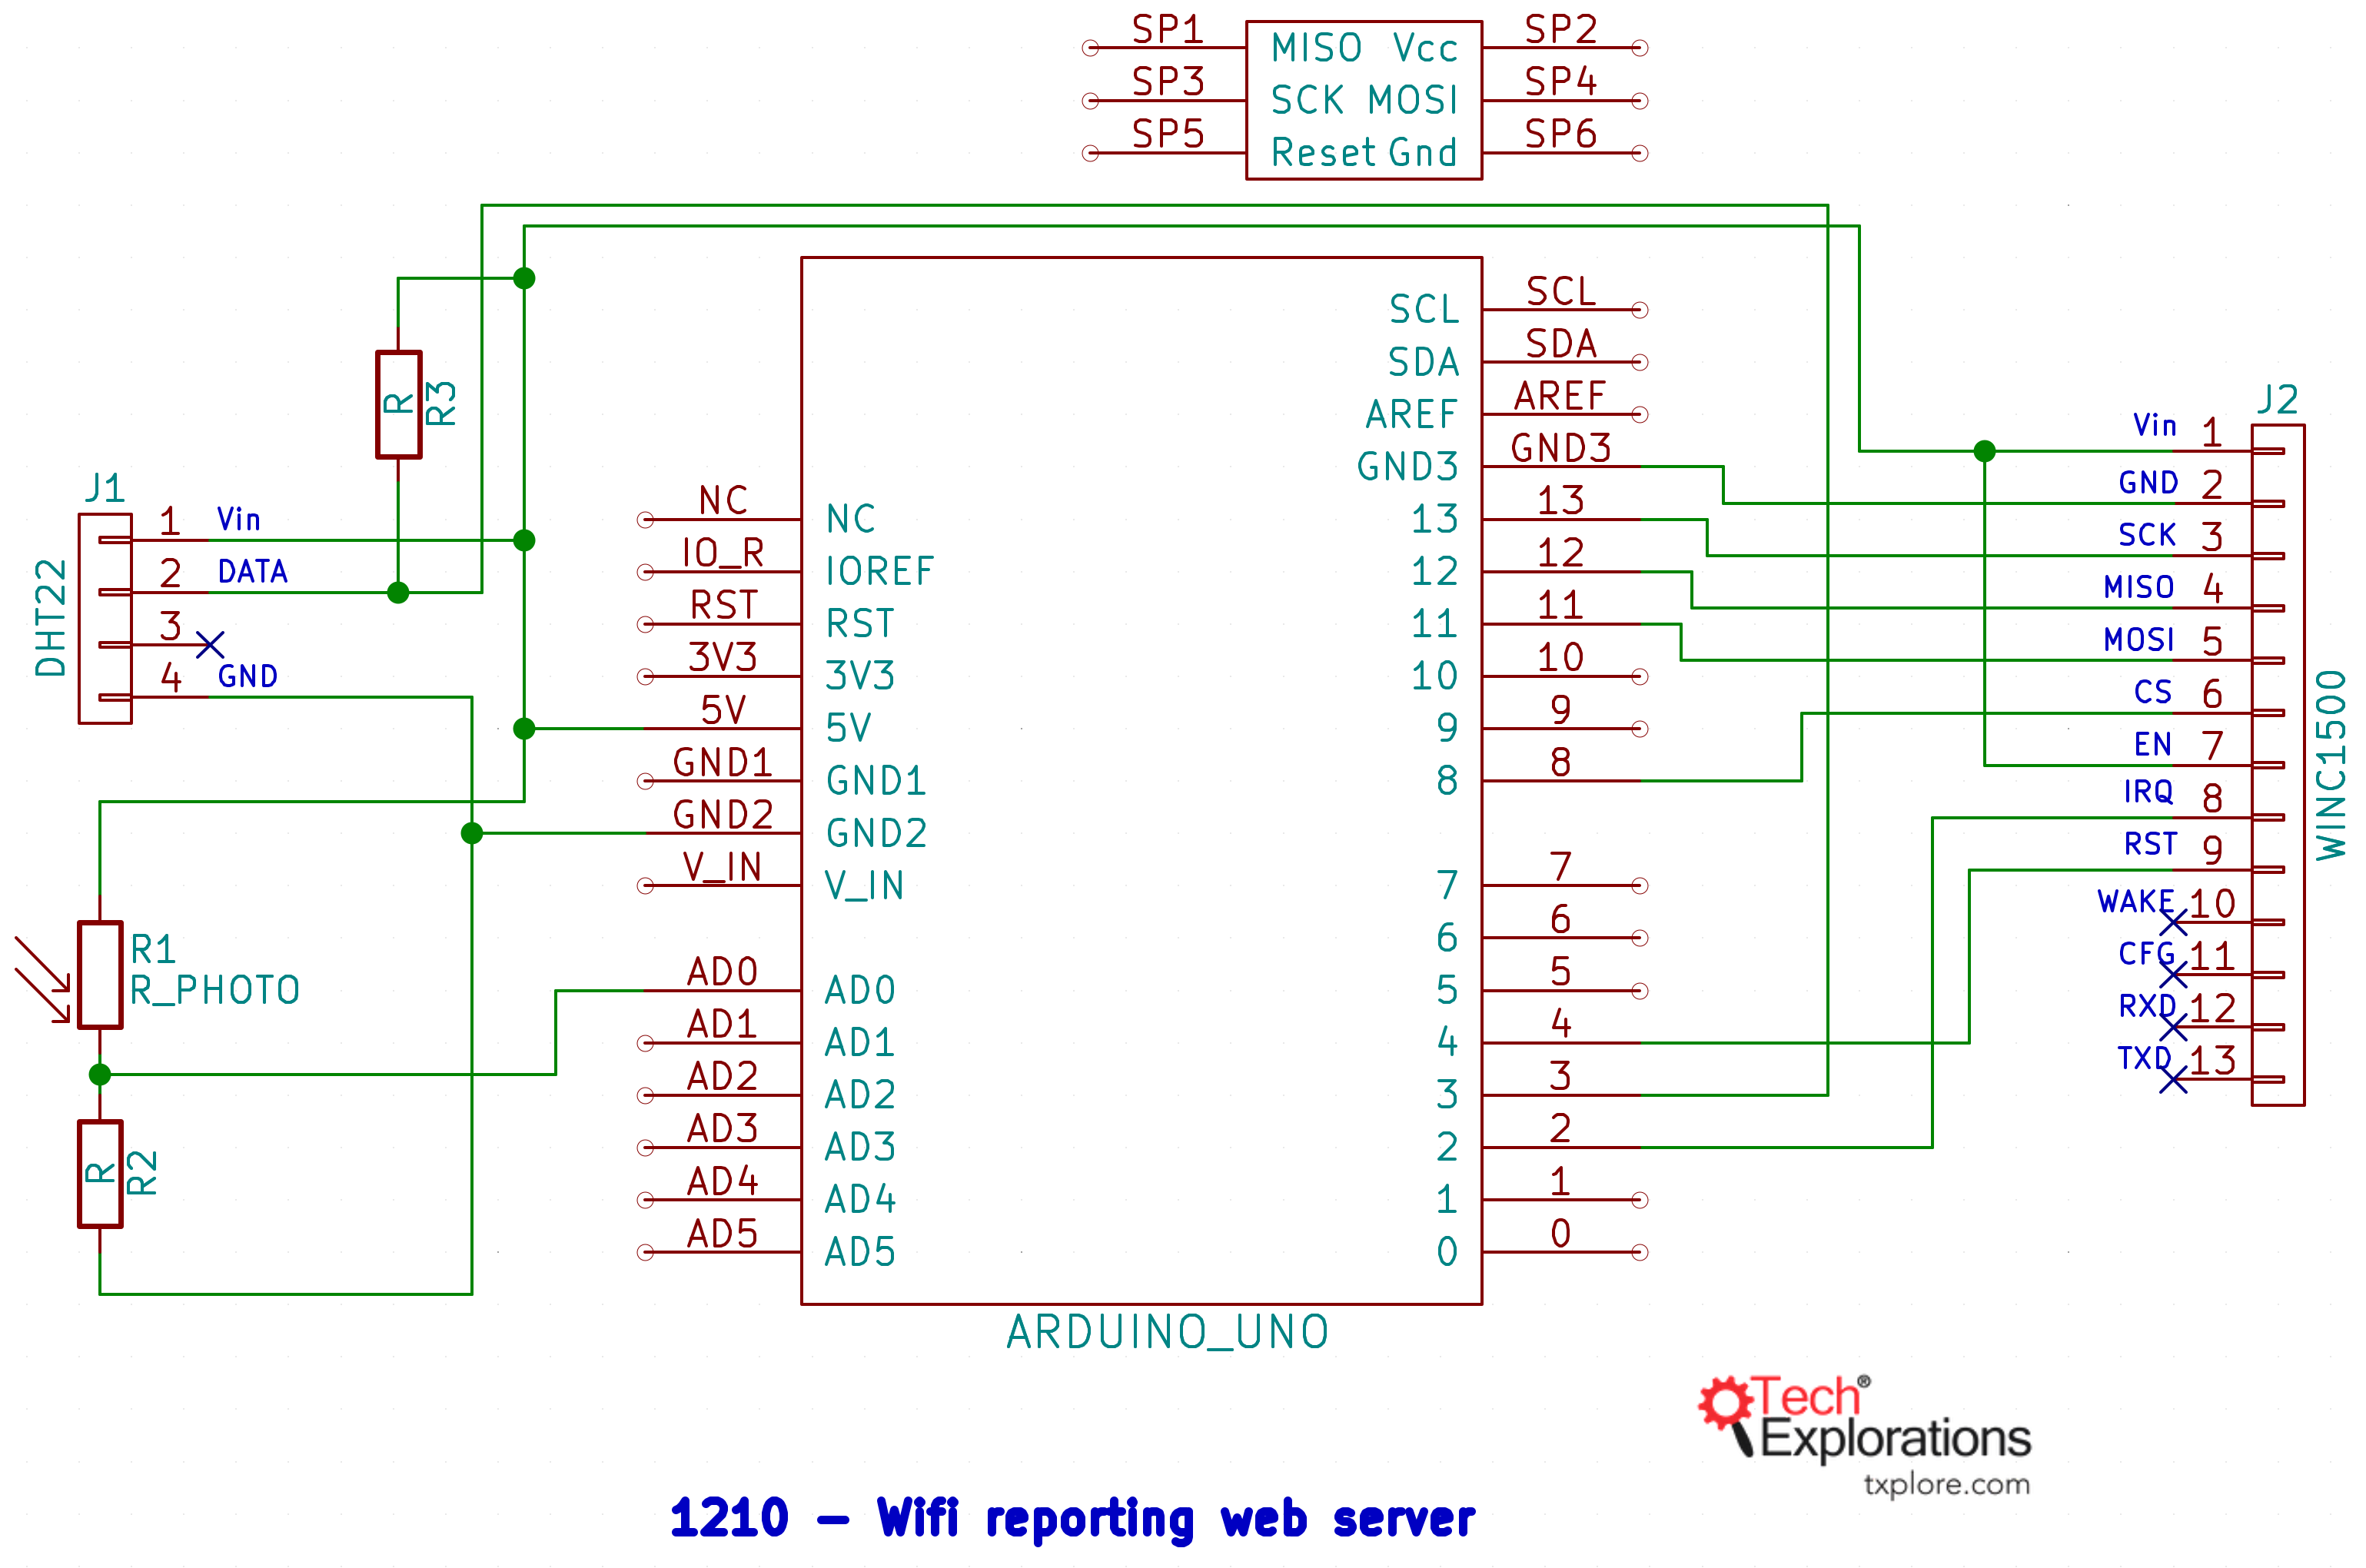 SP1 MISO Vcc SP2
SP3 SCK MOSI SP4
SP5 Reset Gnd SP6
R
R3
J1
DHT22
1 Vin
2 DATA
3
4 GND
R1
R_PHOTO
R
R2
NC NC
IO_R IOREF
RST RST
3V3 3V3
5V 5V
GND1 GND1
GND2 GND2
V_IN V_IN
AD0 AD0
AD1 AD1
AD2 AD2
AD3 AD3
AD4 AD4
AD5 AD5
SCL SCL
SDA SDA
AREF AREF
GND3 GND3
13 13
12 12
11 11
10 10
9 9
8 8
7 7
6 6
5 5
4 4
3 3
2 2
1 1
0 0
ARDUINO_UNO
J2
Vin 1
GND 2
SCK 3
MISO 4
MOSI 5
CS 6
EN 7
IRQ 8
RST 9
WAKE 10
CFG 11
RXD 12
TXD 13
WINC1500
Tech®
Explorations
txplore.com
1210 – Wifi reporting web server